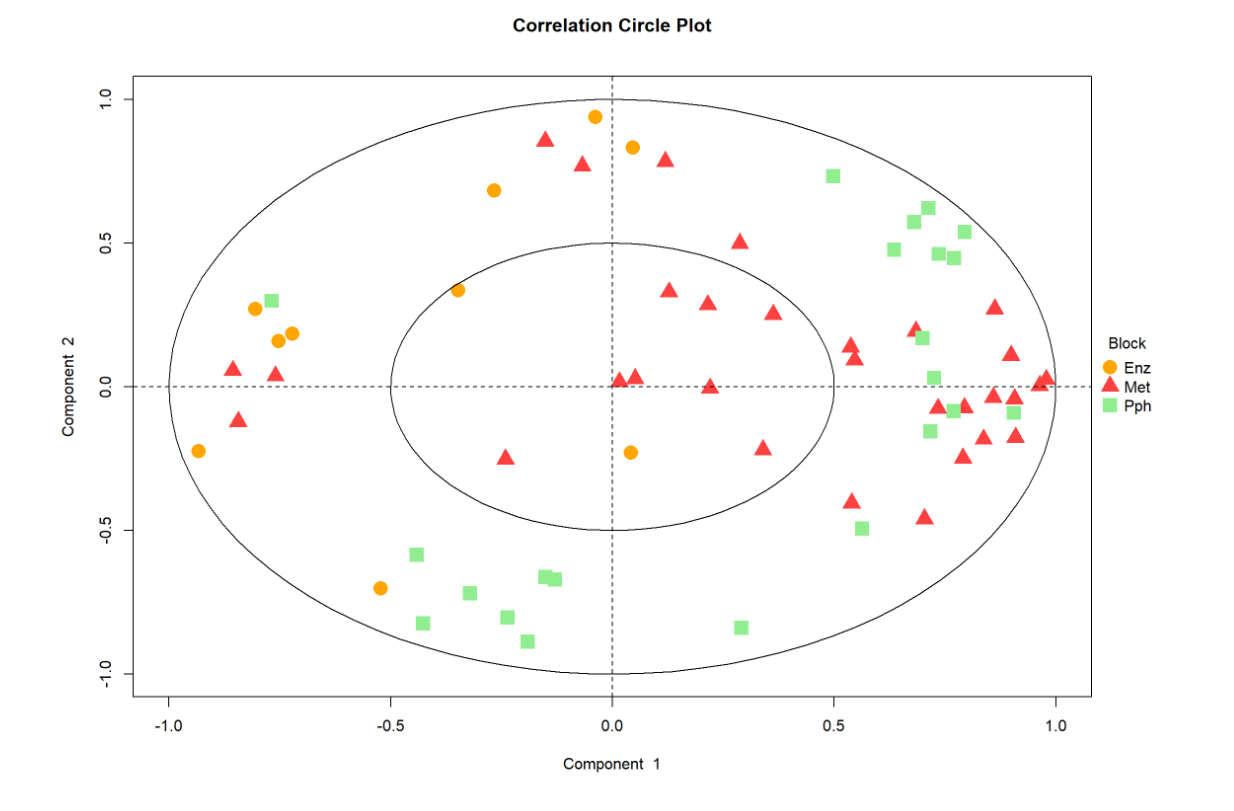 Correlation Circle Plot
1.0
0.5
0.0
-0.5
-1.0
Component 2
-1.0 -0.5 0.0 0.5 1.0
Component 1
Block
Enz
Met
Pph